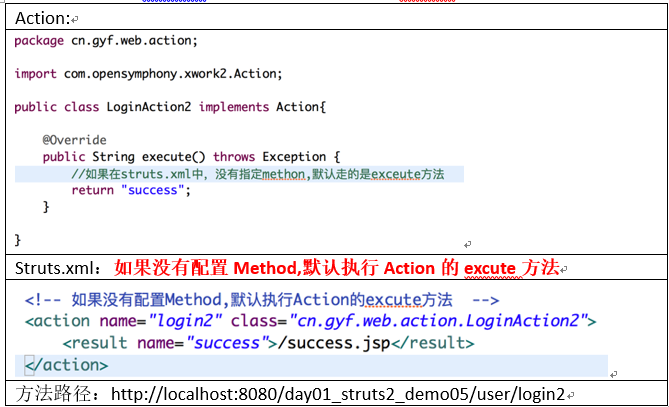 Action:
package cn.gyf.web.action;
import com.opensymphony.xwork2.Action;
public class LoginAction2 implements Action{
@Override
public String execute() throws Exception {
//如果在struts.xml中，没有指定methon,默认走的是exceute方法
return "success";
}
}
Struts.xml：如果没有配置 Method,默认执行 Action 的 excute 方法
<!-- 如果没有配置Method,默认执行Action的excute方法 -->
<action name="login2" class="cn.gyf.web.action.LoginAction2">
<result name="success">/success.jsp</result>
</action>
方法路径：http://localhost:8080/day01_struts2_demo05/user/login2